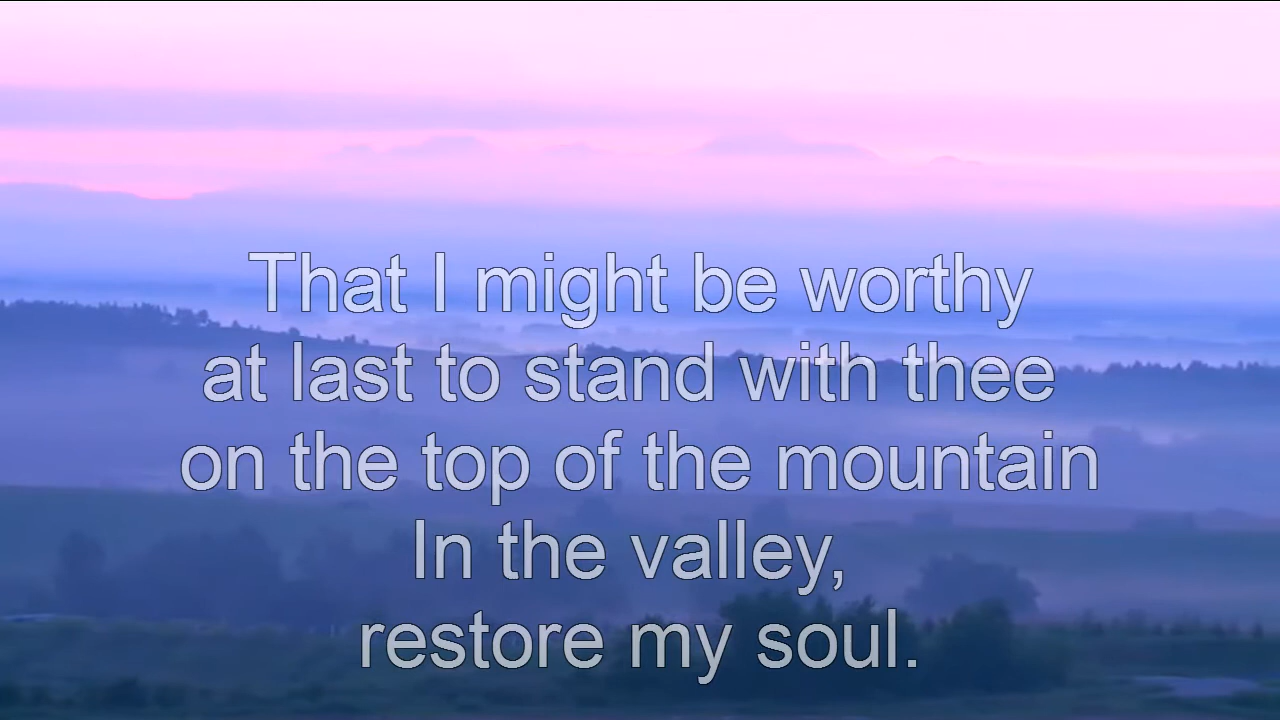 That I might be worthy
at last to stand with thee
on the top of the mountain
In the valley,
restore my soul.